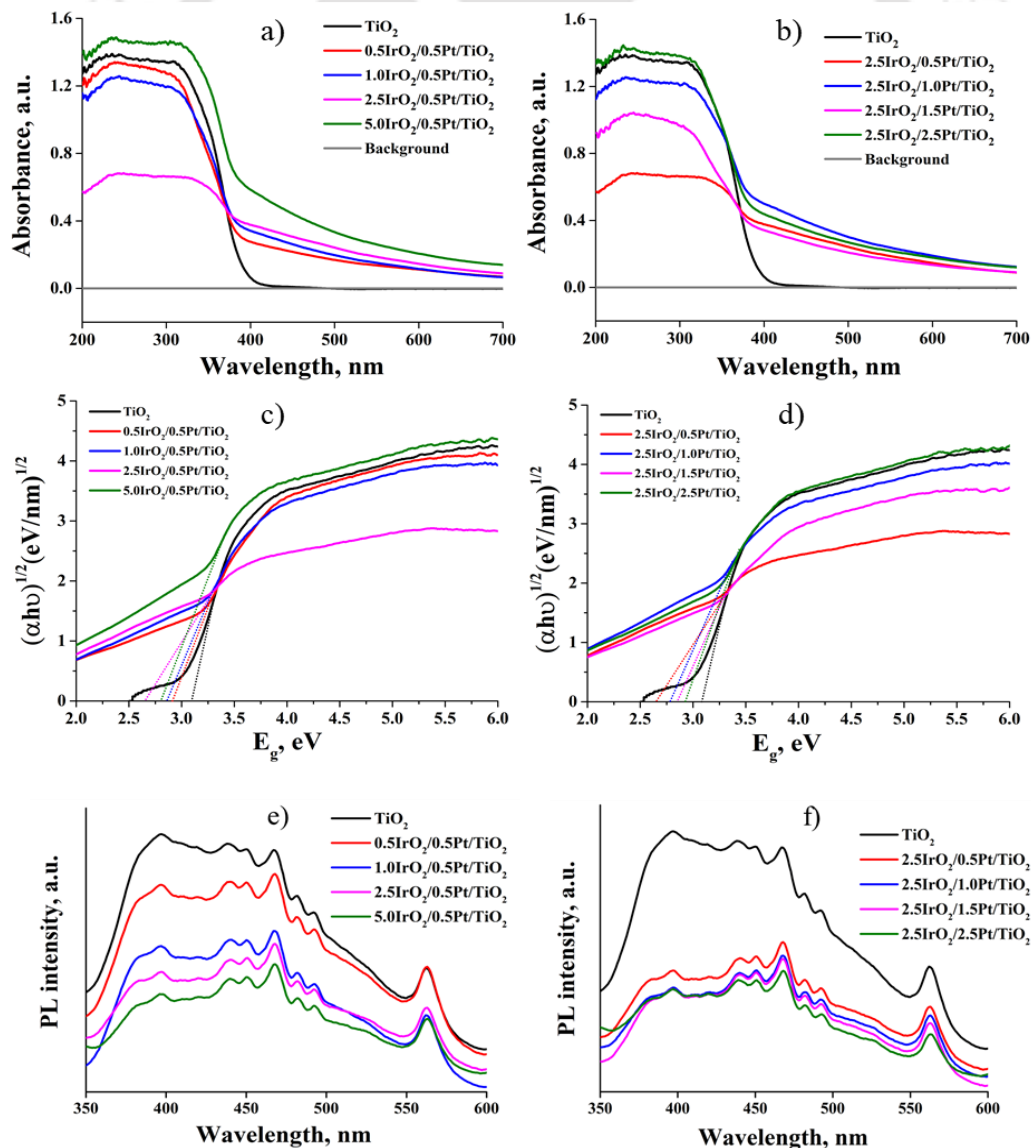 a)
TiO₂
0.5IrO₂/0.5Pt/TiO₂
1.0IrO₂/0.5Pt/TiO₂
2.5IrO₂/0.5Pt/TiO₂
5.0IrO₂/0.5Pt/TiO₂
Background
Absorbance, a.u.
1.6
1.2
0.8
0.4
0.0
200 300 400 500 600 700
Wavelength, nm
b)
TiO₂
2.5IrO₂/0.5Pt/TiO₂
2.5IrO₂/1.0Pt/TiO₂
2.5IrO₂/1.5Pt/TiO₂
2.5IrO₂/2.5Pt/TiO₂
Background
Absorbance, a.u.
1.6
1.2
0.8
0.4
0.0
200 300 400 500 600 700
Wavelength, nm
c)
TiO₂
0.5IrO₂/0.5Pt/TiO₂
1.0IrO₂/0.5Pt/TiO₂
2.5IrO₂/0.5Pt/TiO₂
5.0IrO₂/0.5Pt/TiO₂
(αhυ)¹/²(eV/nm)¹/²
5
4
3
2
1
0
2.0 2.5 3.0 3.5 4.0 4.5 5.0 5.5 6.0
E_g, eV
d)
TiO₂
2.5IrO₂/0.5Pt/TiO₂
2.5IrO₂/1.0Pt/TiO₂
2.5IrO₂/1.5Pt/TiO₂
2.5IrO₂/2.5Pt/TiO₂
(αhυ)¹/² (eV/nm)¹/²
5
4
3
2
1
0
2.0 2.5 3.0 3.5 4.0 4.5 5.0 5.5 6.0
E_g, eV
e)
TiO₂
0.5IrO₂/0.5Pt/TiO₂
1.0IrO₂/0.5Pt/TiO₂
2.5IrO₂/0.5Pt/TiO₂
5.0IrO₂/0.5Pt/TiO₂
PL intensity, a.u.
350 400 450 500 550 600
Wavelength, nm
f)
TiO₂
2.5IrO₂/0.5Pt/TiO₂
2.5IrO₂/1.0Pt/TiO₂
2.5IrO₂/1.5Pt/TiO₂
2.5IrO₂/2.5Pt/TiO₂
PL intensity, a.u.
350 400 450 500 550 600
Wavelength, nm